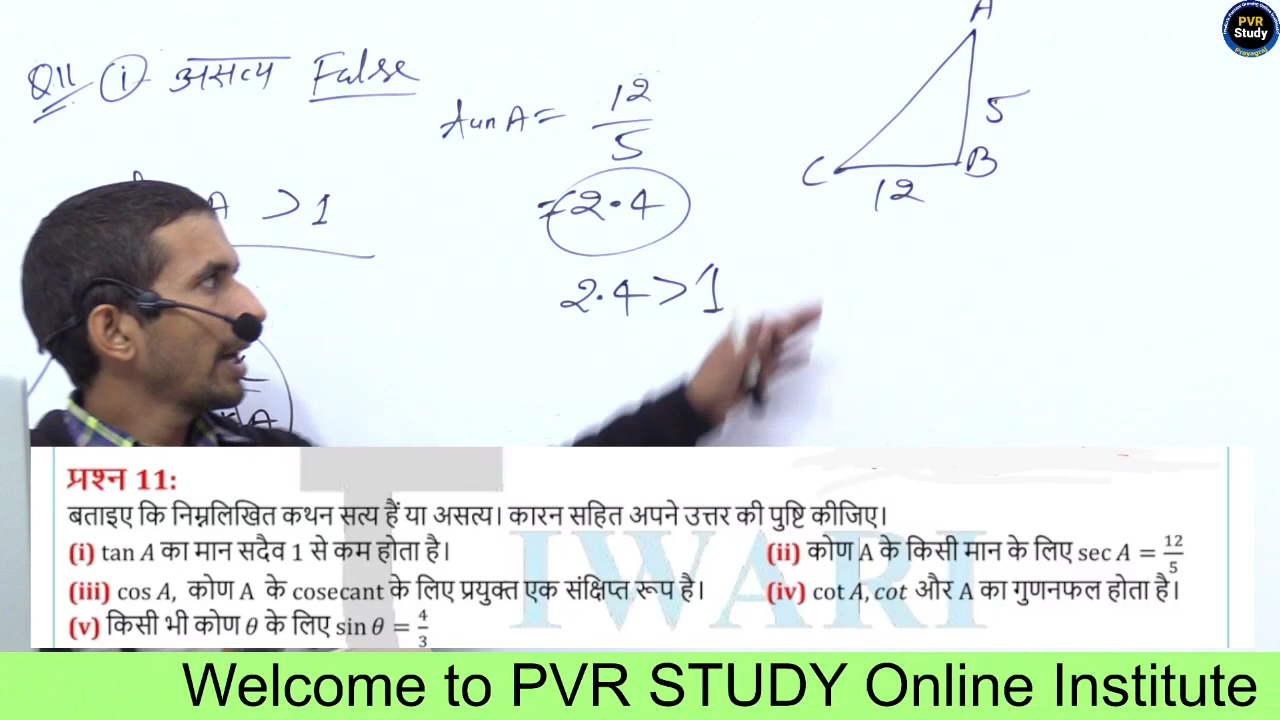 PVR
Study
Prayagraj
Q11 (i) असत्य False
tan A = 12/5
= 2.4
2.4 > 1
A > 1
A
5
B
C
12
प्रश्न 11:
बताइए कि निम्नलिखित कथन सत्य हैं या असत्य। कारन सहित अपने उत्तर की पुष्टि कीजिए।
(i) tan A का मान सदैव 1 से कम होता है। (ii) कोण A के किसी मान के लिए sec A = 12/5
(iii) cos A, कोण A के cosecant के लिए प्रयुक्त एक संक्षिप्त रूप है। (iv) cot A, cot और A का गुणनफल होता है।
(v) किसी भी कोण θ के लिए sin θ = 4/3
TIWARI
Welcome to PVR STUDY Online Institute